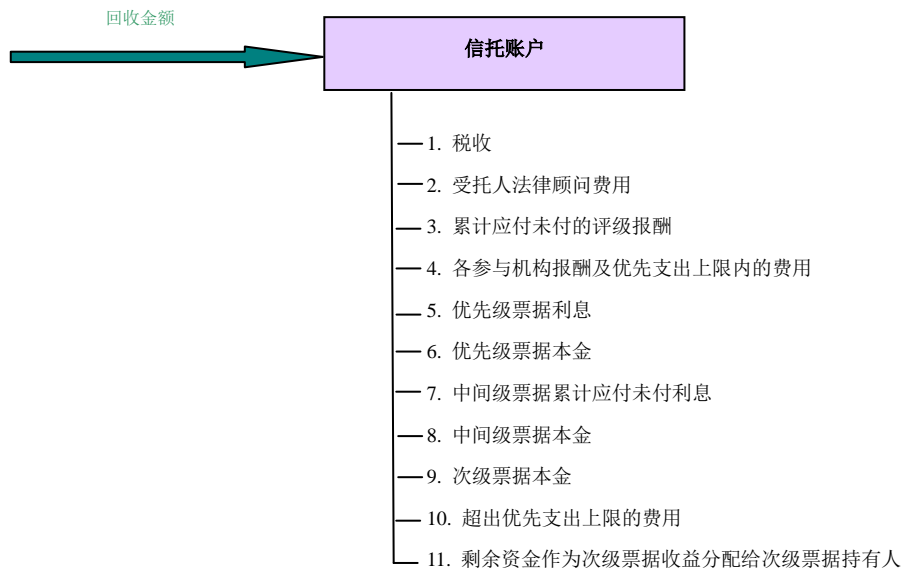 回收金额
信托账户
1. 税收
2. 受托人法律顾问费用
3. 累计应付未付的评级报酬
4. 各参与机构报酬及优先支出上限内的费用
5. 优先级票据利息
6. 优先级票据本金
7. 中间级票据累计应付未付利息
8. 中间级票据本金
9. 次级票据本金
10. 超出优先支出上限的费用
11. 剩余资金作为次级票据收益分配给次级票据持有人